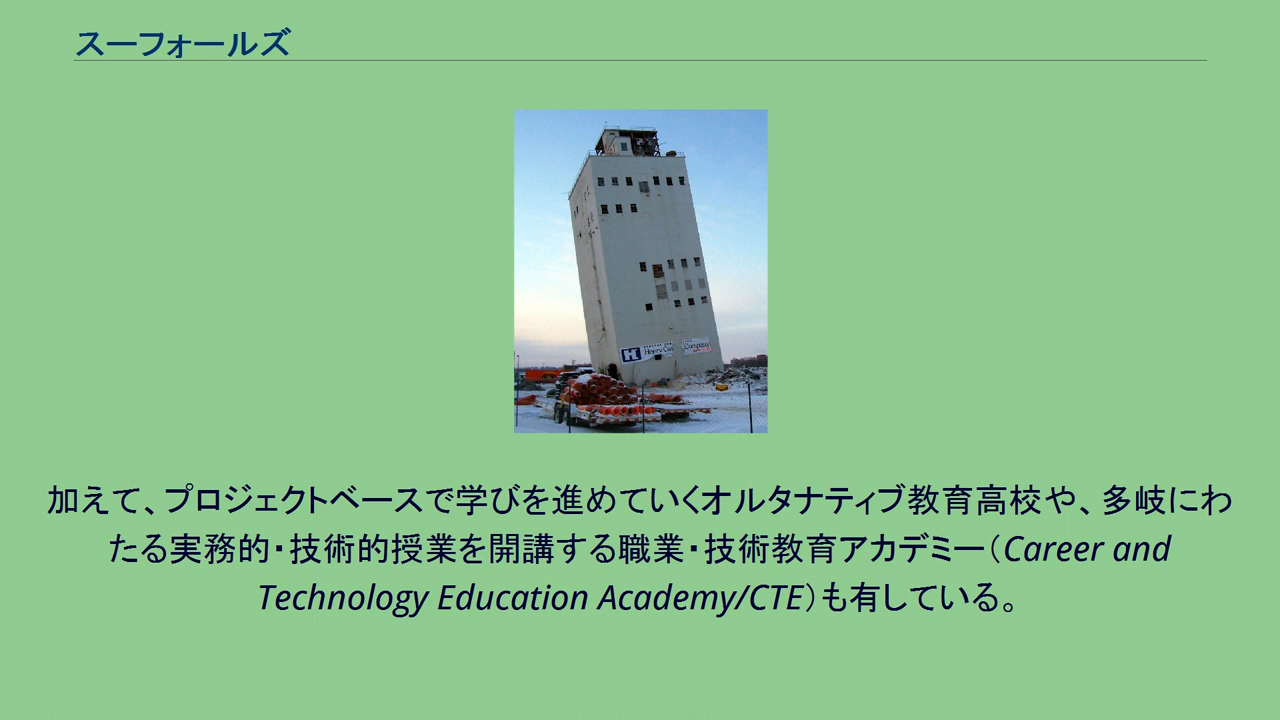 スーフォールズ
H
加えて、プロジェクトベースで学びを進めていくオルタナティブ教育高校や、多岐にわ
たる実務的・技術的授業を開講する職業・技術教育アカデミー（Career and
Technology Education Academy/CTE）も有している。